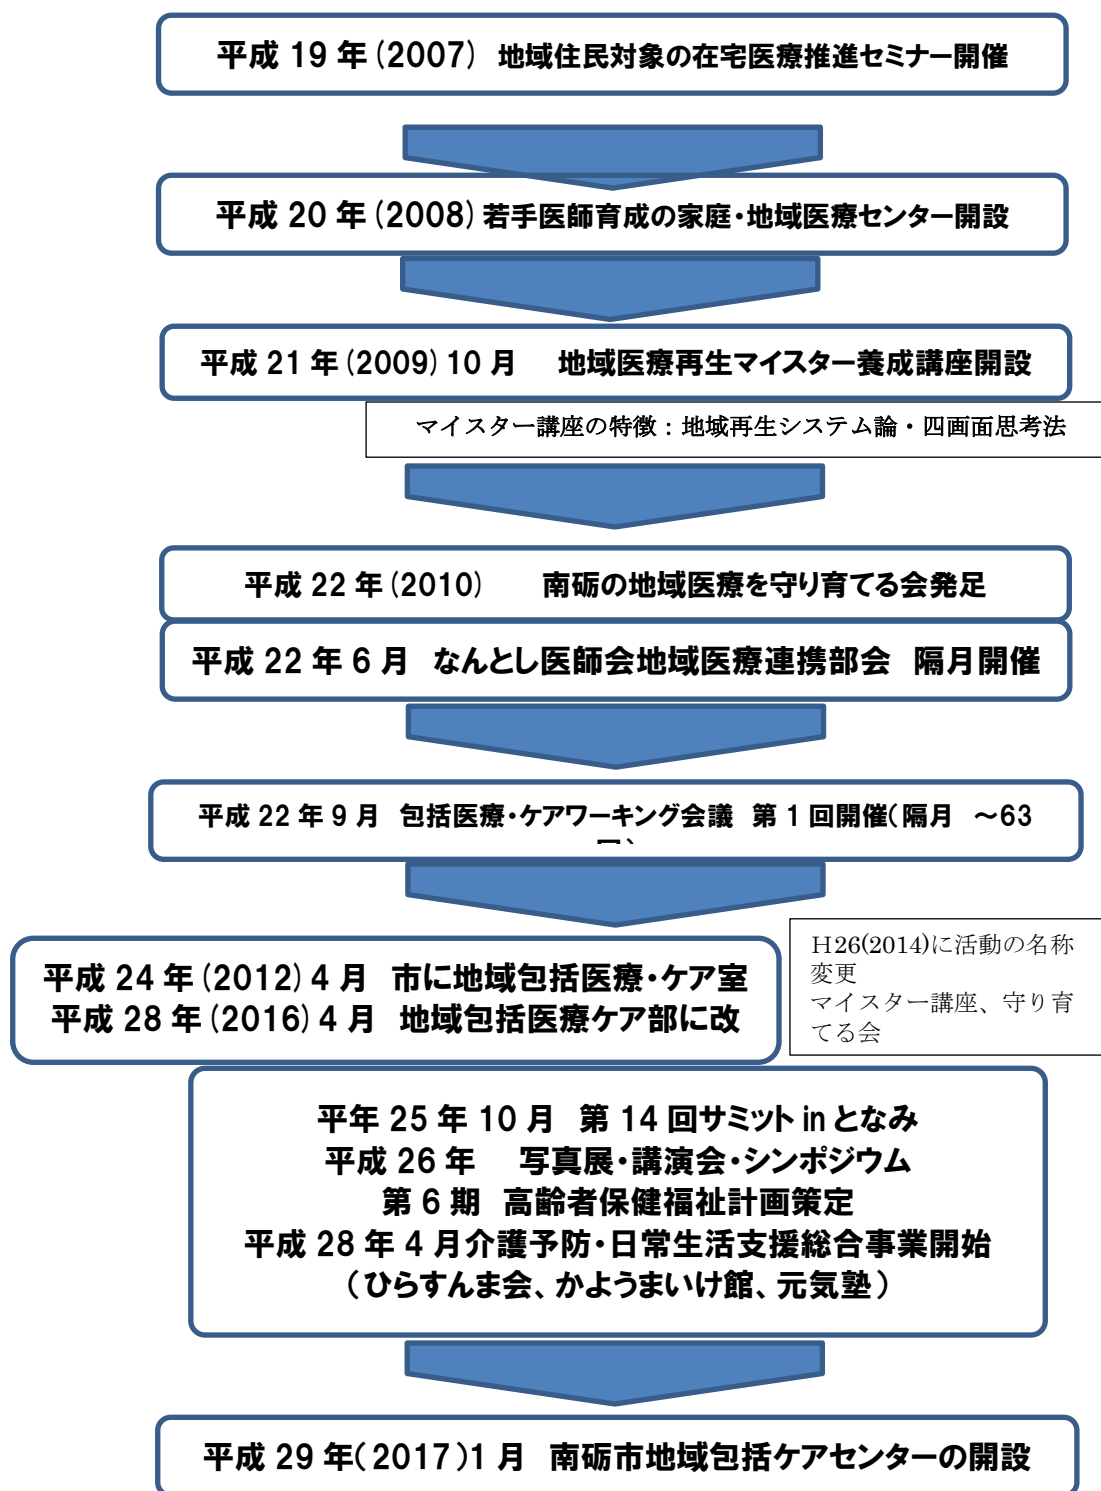 平成 19 年(2007) 地域住民対象の在宅医療推進セミナー開催
平成 20 年(2008) 若手医師育成の家庭・地域医療センター開設
平成 21 年(2009) 10 月　地域医療再生マイスター養成講座開設
マイスター講座の特徴：地域再生システム論・四画面思考法
平成 22 年(2010)　南砺の地域医療を守り育てる会発足
平成 22 年 6 月　なんとし医師会地域医療連携部会　隔月開催
平成 22 年 9 月　包括医療・ケアワーキング会議　第 1 回開催(隔月　～63
平成 24 年(2012) 4 月　市に地域包括医療・ケア室
平成 28 年(2016) 4 月　地域包括医療ケア部に改
H26(2014)に活動の名称
変更
マイスター講座、守り育
てる会
平年 25 年 10 月　第 14 回サミット in となみ
平成 26 年　写真展・講演会・シンポジウム
第 6 期　高齢者保健福祉計画策定
平成 28 年 4 月介護予防・日常生活支援総合事業開始
（ひらすんま会、かようまいけ館、元気塾）
平成 29 年(2017)1 月　南砺市地域包括ケアセンターの開設